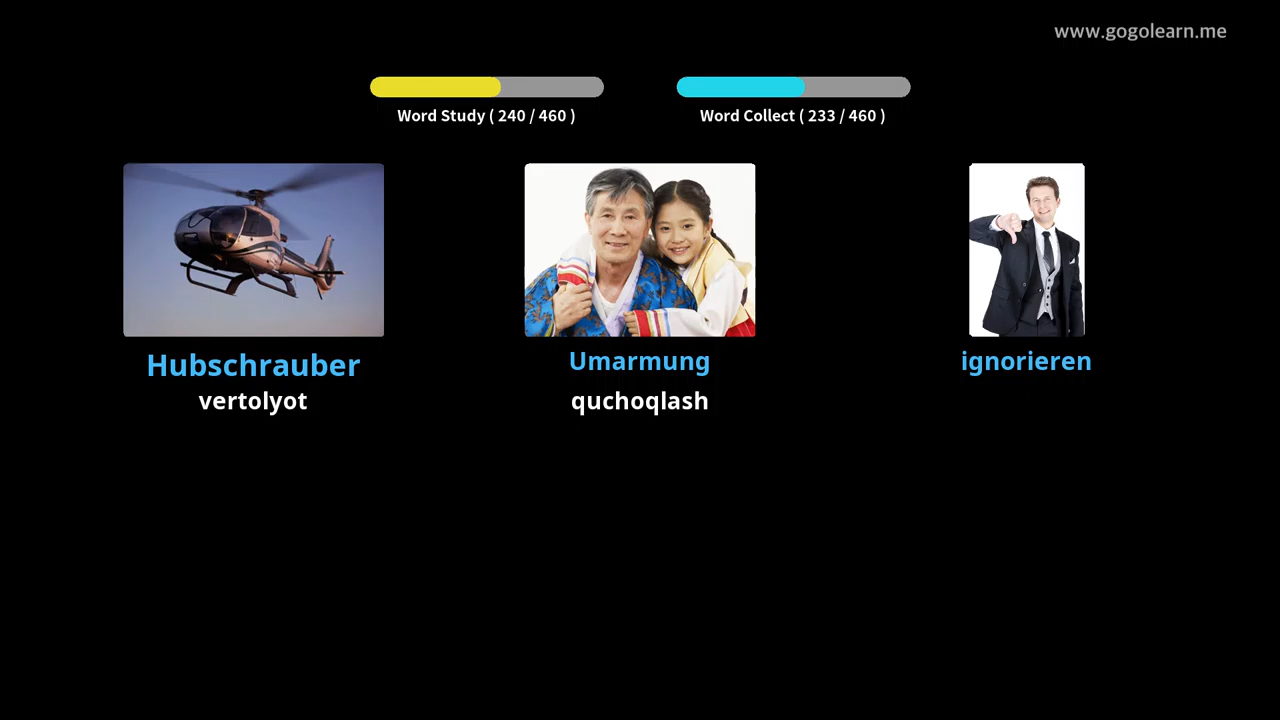 www.gogolearn.me
Word Study ( 240 / 460 )
Word Collect ( 233 / 460 )
Hubschrauber
vertolyot
Umarmung
quchoqlash
ignorieren